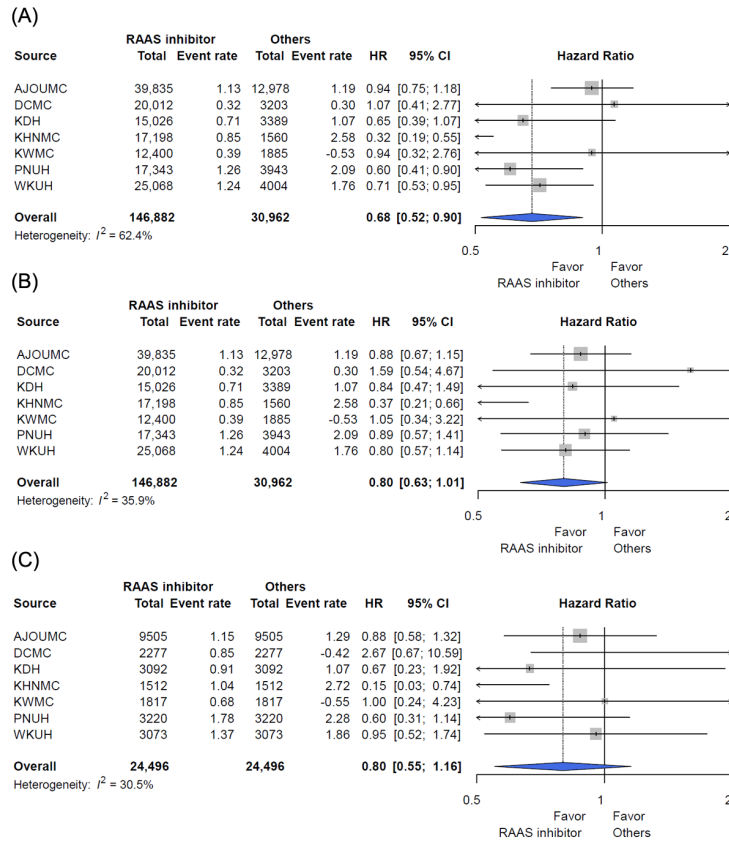 (A)
RAAS inhibitor Others
Source Total Event rate Total Event rate HR 95% CI Hazard Ratio
AJOUMC 39,835 1.13 12,978 1.19 0.94 [0.75; 1.18]
DCMC 20,012 0.32 3203 0.30 1.07 [0.41; 2.77]
KDH 15,026 0.71 3389 1.07 0.65 [0.39; 1.07]
KHNMC 17,198 0.85 1560 2.58 0.32 [0.19; 0.55]
KWMC 12,400 0.39 1885 -0.53 0.94 [0.32; 2.76]
PNUH 17,343 1.26 3943 2.09 0.60 [0.41; 0.90]
WKUH 25,068 1.24 4004 1.76 0.71 [0.53; 0.95]
Overall 146,882 30,962 0.68 [0.52; 0.90]
Heterogeneity: I² = 62.4%
0.5 1 2
Favor Favor
RAAS inhibitor Others
(B)
RAAS inhibitor Others
Source Total Event rate Total Event rate HR 95% CI Hazard Ratio
AJOUMC 39,835 1.13 12,978 1.19 0.88 [0.67; 1.15]
DCMC 20,012 0.32 3203 0.30 1.59 [0.54; 4.67]
KDH 15,026 0.71 3389 1.07 0.84 [0.47; 1.49]
KHNMC 17,198 0.85 1560 2.58 0.37 [0.21; 0.66]
KWMC 12,400 0.39 1885 -0.53 1.05 [0.34; 3.22]
PNUH 17,343 1.26 3943 2.09 0.89 [0.57; 1.41]
WKUH 25,068 1.24 4004 1.76 0.80 [0.57; 1.14]
Overall 146,882 30,962 0.80 [0.63; 1.01]
Heterogeneity: I² = 35.9%
0.5 1 2
Favor Favor
RAAS inhibitor Others
(C)
RAAS inhibitor Others
Source Total Event rate Total Event rate HR 95% CI Hazard Ratio
AJOUMC 9505 1.15 9505 1.29 0.88 [0.58; 1.32]
DCMC 2277 0.85 2277 -0.42 2.67 [0.67; 10.59]
KDH 3092 0.91 3092 1.07 0.67 [0.23; 1.92]
KHNMC 1512 1.04 1512 2.72 0.15 [0.03; 0.74]
KWMC 1817 0.68 1817 -0.55 1.00 [0.24; 4.23]
PNUH 3220 1.78 3220 2.28 0.60 [0.31; 1.14]
WKUH 3073 1.37 3073 1.86 0.95 [0.52; 1.74]
Overall 24,496 24,496 0.80 [0.55; 1.16]
Heterogeneity: I² = 30.5%
0.5 1 2
Favor Favor
RAAS inhibitor Others